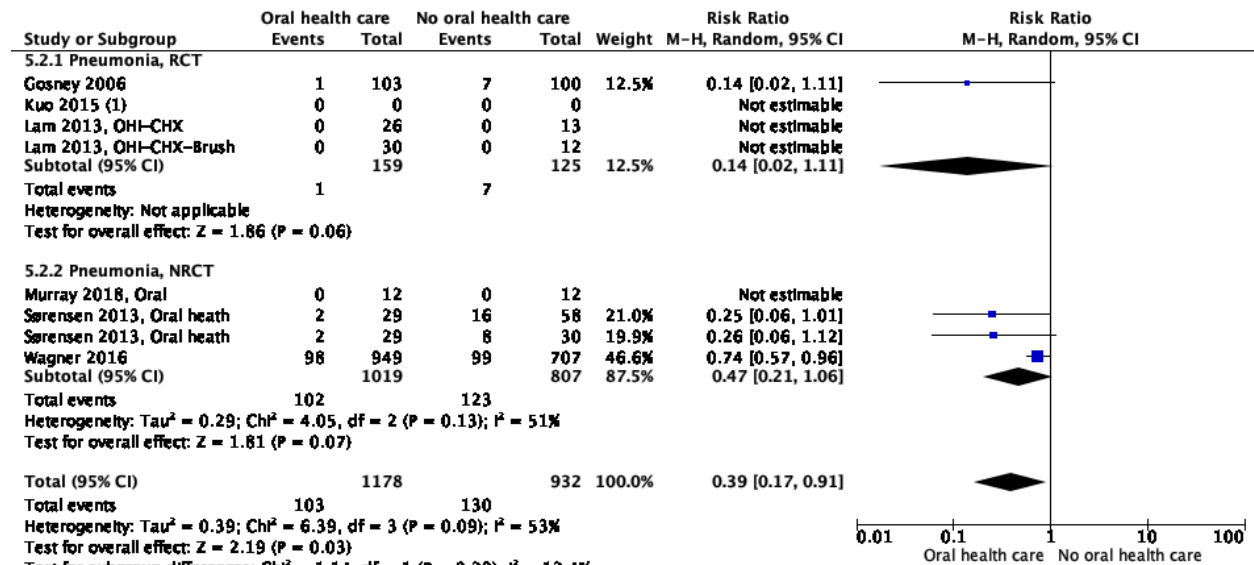 Oral health care No oral health care Risk Ratio Risk Ratio
Study or Subgroup Events Total Events Total Weight M-H, Random, 95% CI M-H, Random, 95% CI
5.2.1 Pneumonia, RCT
Gosney 2006 1 103 7 100 12.5% 0.14 [0.02, 1.11]
Kuo 2015 (1) 0 0 0 0 Not estimable
Lam 2013, OHI-CHX 0 26 0 13 Not estimable
Lam 2013, OHI-CHX-Brush 0 30 0 12 Not estimable
Subtotal (95% CI) 159 125 12.5% 0.14 [0.02, 1.11]
Total events 1 7
Heterogeneity: Not applicable
Test for overall effect: Z = 1.86 (P = 0.06)
5.2.2 Pneumonia, NRCT
Murray 2018, Oral 0 12 0 12 Not estimable
Sørensen 2013, Oral heath 2 29 16 58 21.0% 0.25 [0.06, 1.01]
Sørensen 2013, Oral heath 2 29 8 30 19.9% 0.26 [0.06, 1.12]
Wagner 2016 98 949 99 707 46.6% 0.74 [0.57, 0.96]
Subtotal (95% CI) 1019 807 87.5% 0.47 [0.21, 1.06]
Total events 102 123
Heterogeneity: Tau² = 0.29; Chi² = 4.05, df = 2 (P = 0.13); I² = 51%
Test for overall effect: Z = 1.81 (P = 0.07)
Total (95% CI) 1178 932 100.0% 0.39 [0.17, 0.91]
Total events 103 130
Heterogeneity: Tau² = 0.39; Chi² = 6.39, df = 3 (P = 0.09); I² = 53%
Test for overall effect: Z = 2.19 (P = 0.03)
0.01 0.1 1 10 100
Oral health care No oral health care